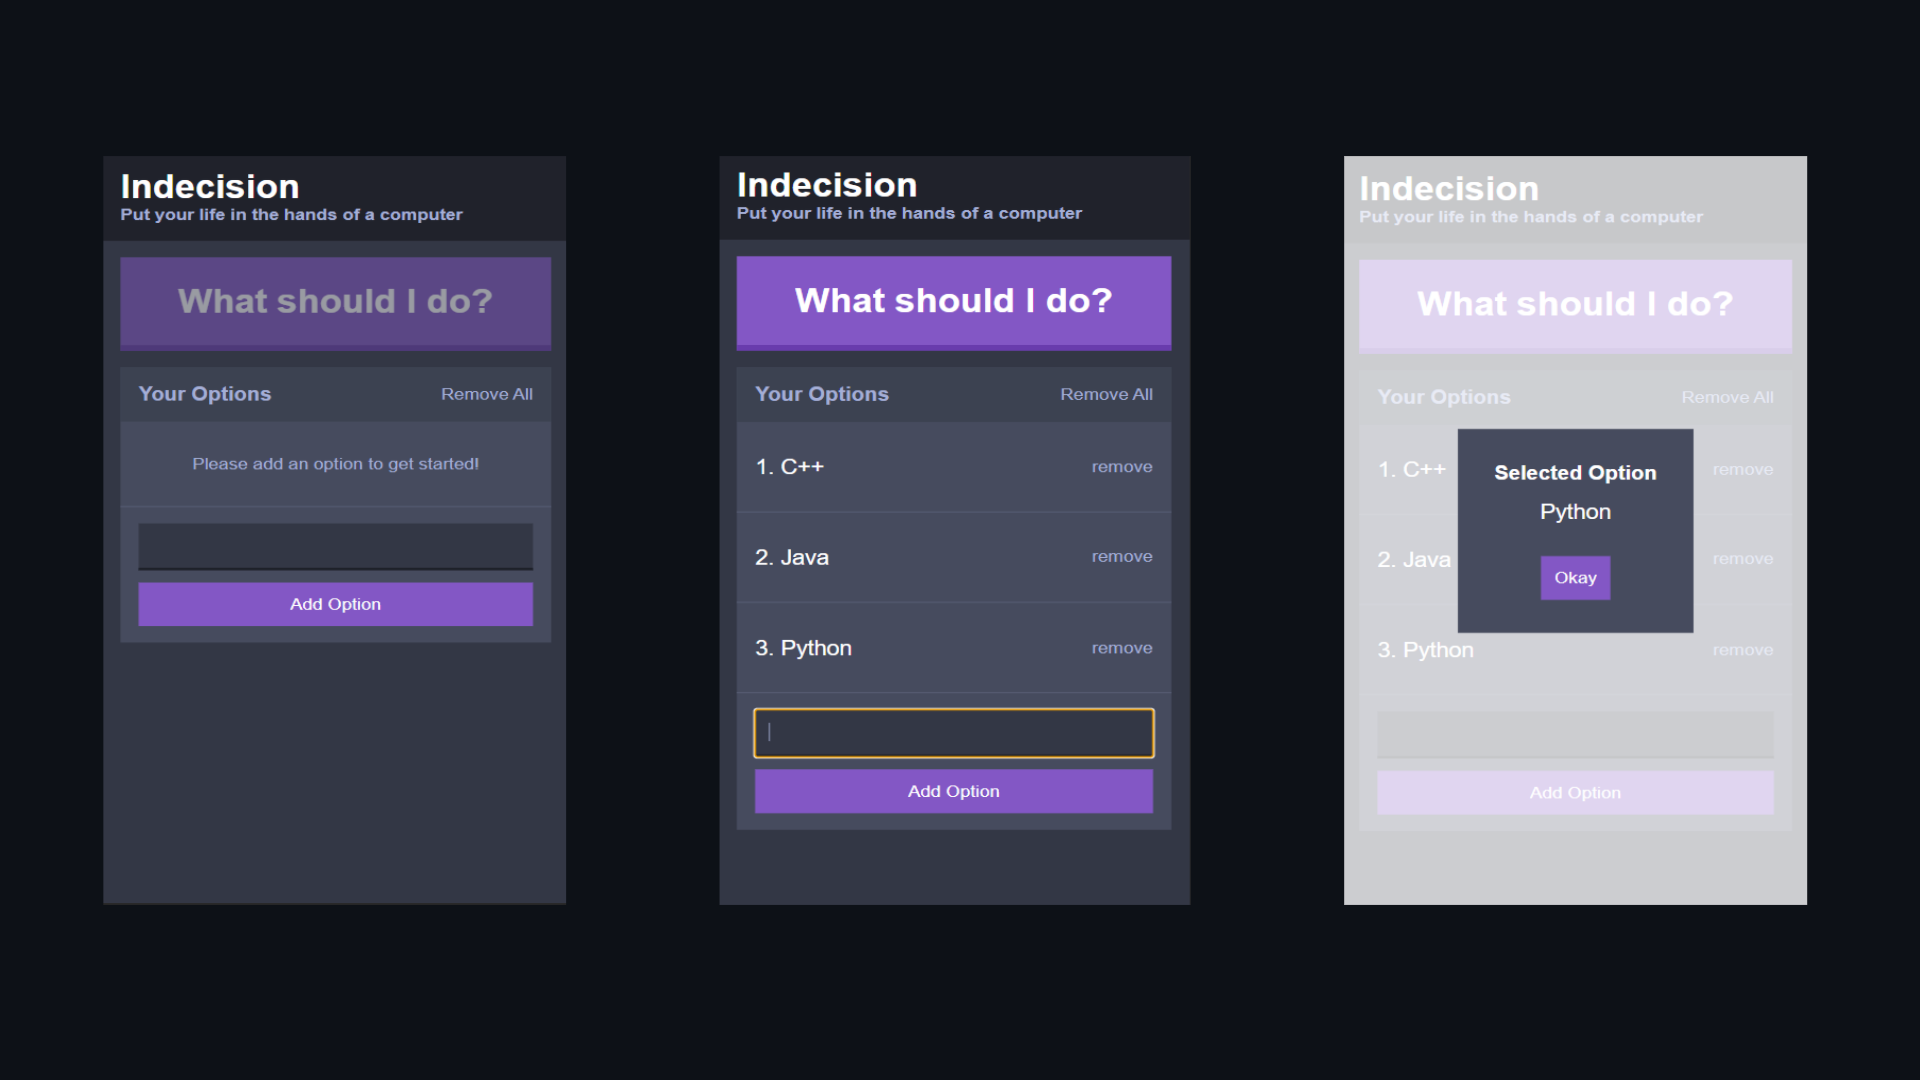 Indecision
Put your life in the hands of a computer
What should I do?
Your Options
Remove All
Please add an option to get started!
Add Option
Indecision
Put your life in the hands of a computer
What should I do?
Your Options
Remove All
1. C++
remove
2. Java
remove
3. Python
remove
Add Option
Indecision
Put your life in the hands of a computer
What should I do?
Your Options
Remove All
1. C++
remove
2. Java
remove
3. Python
remove
Selected Option
Python
Okay
Add Option